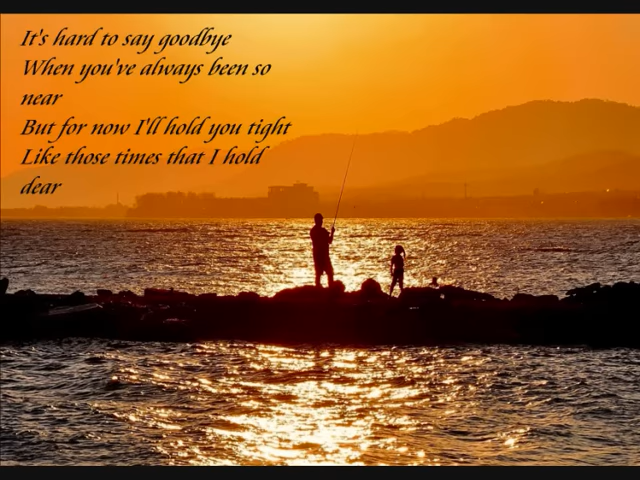 It's hard to say goodbye
When you've always been so
near
But for now I'll hold you tight
Like those times that I hold
dear